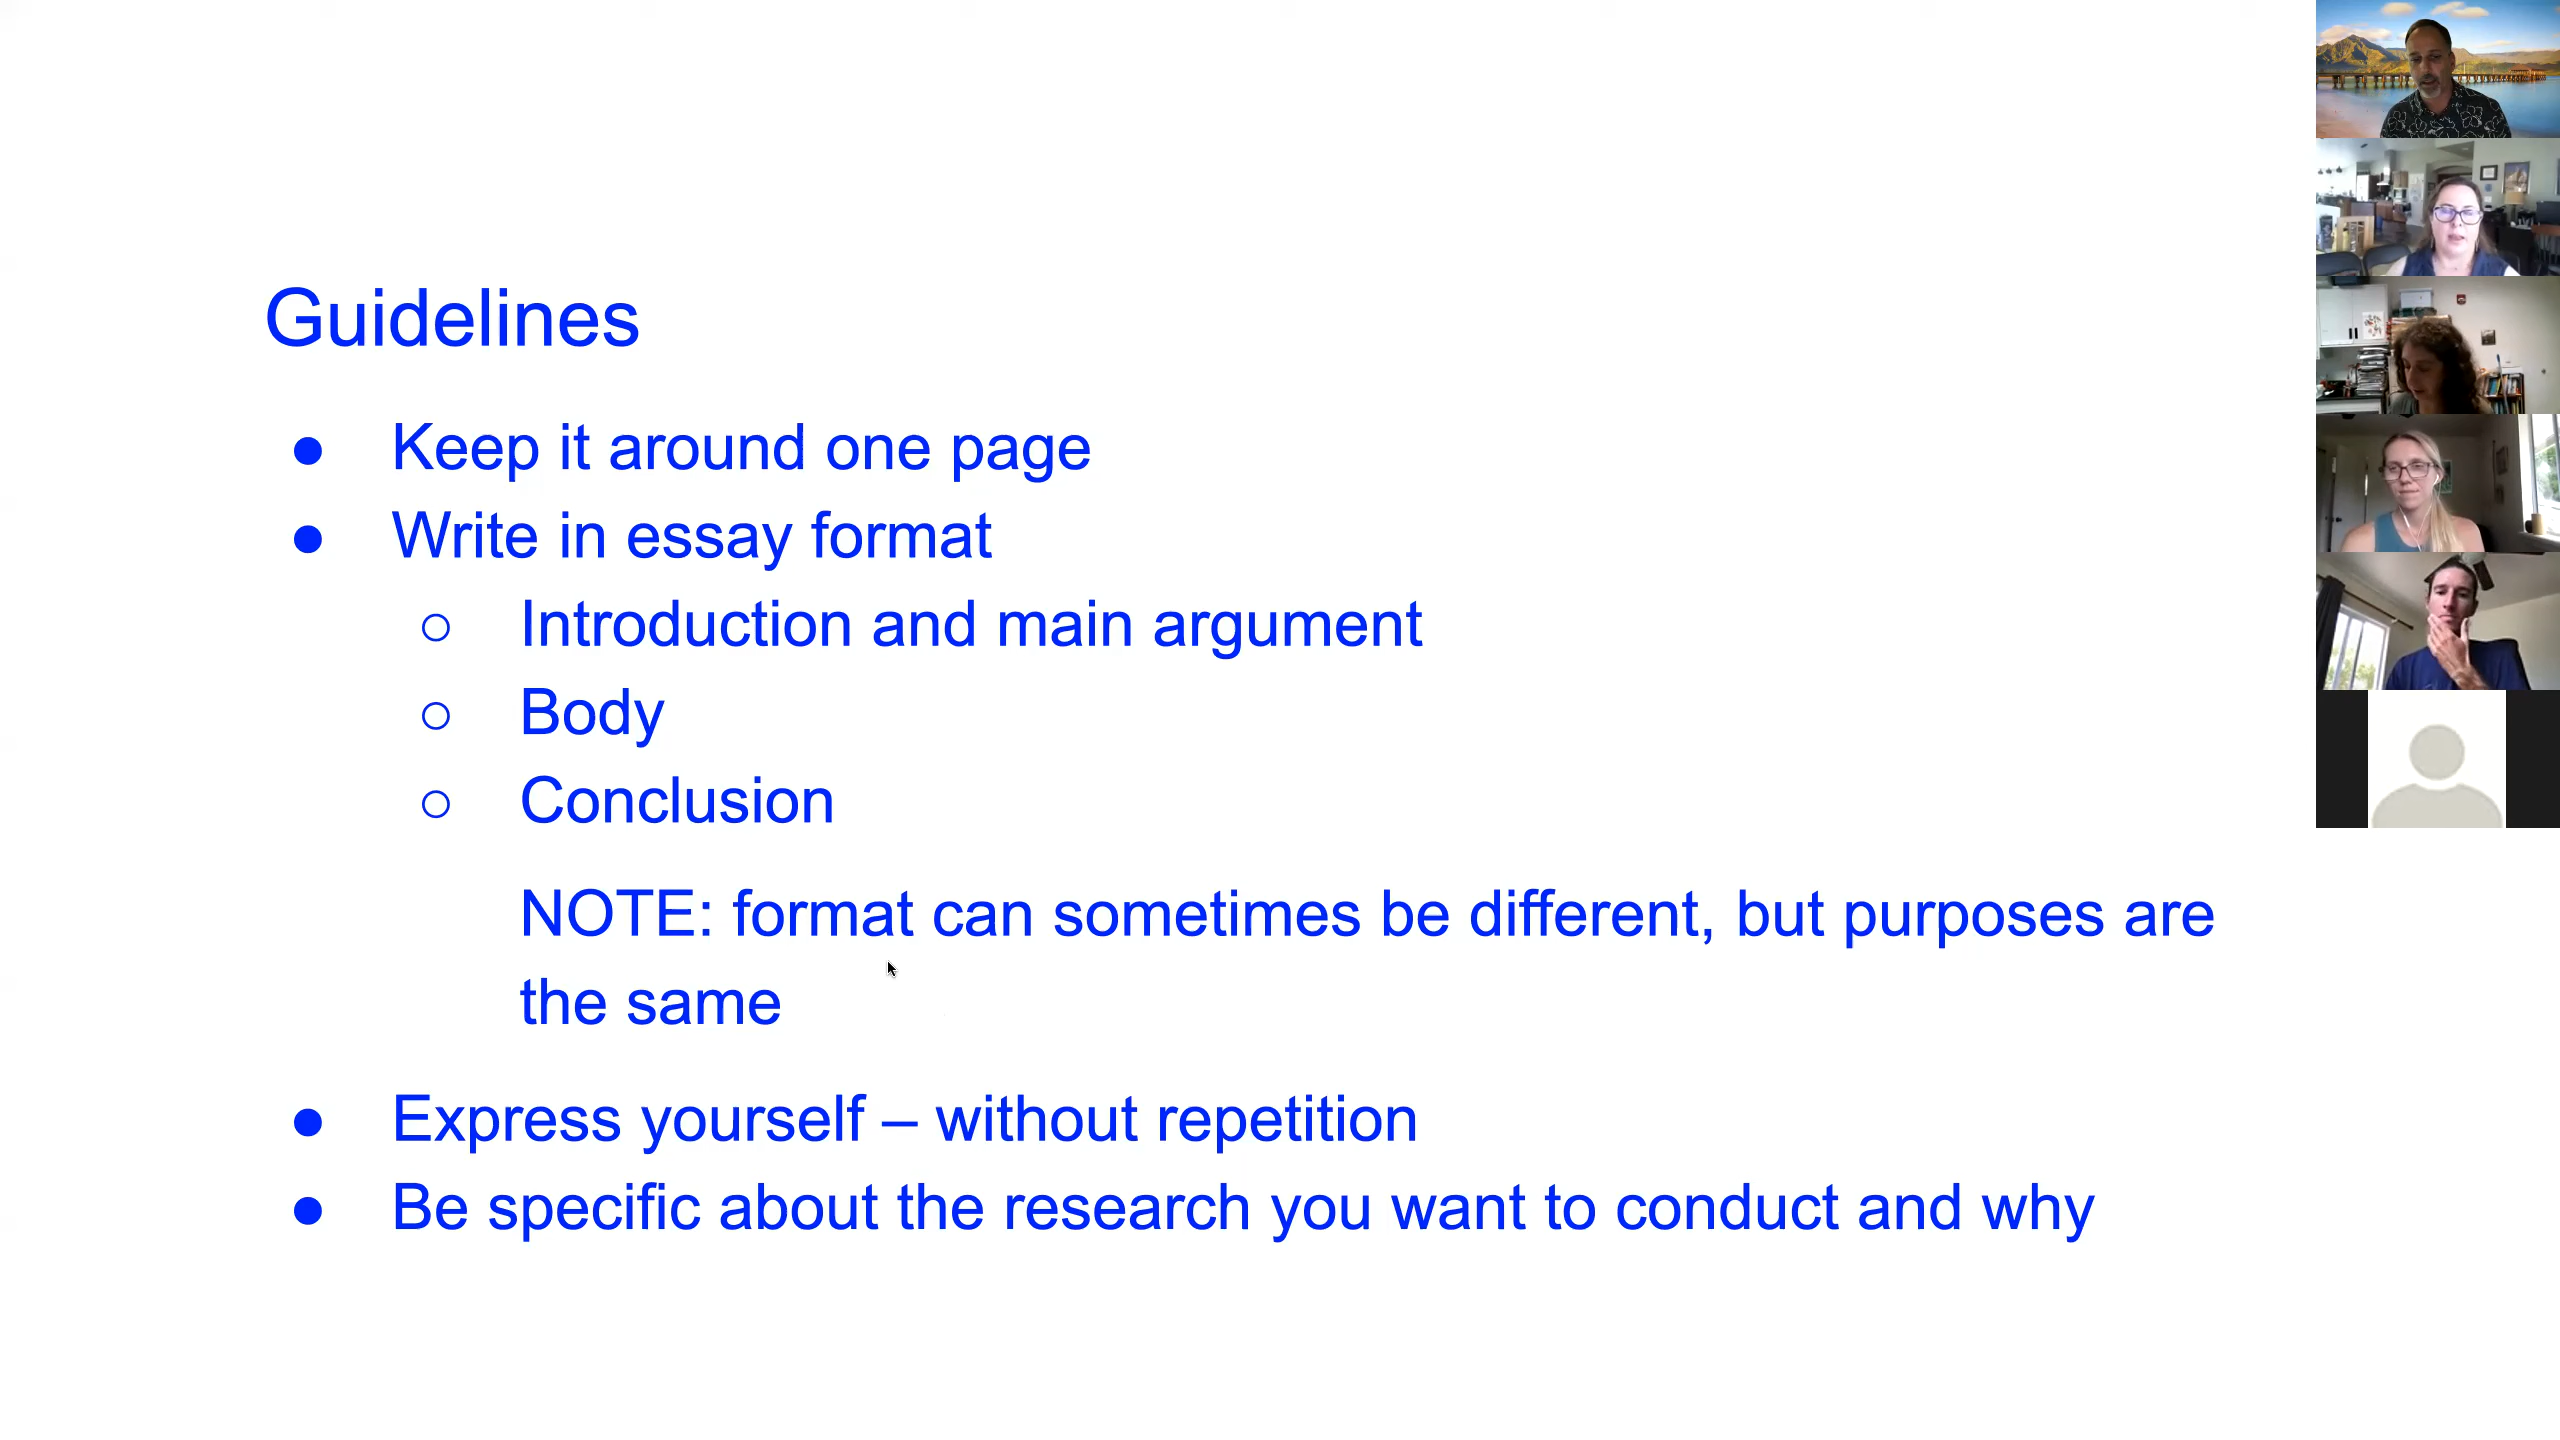 Guidelines
● Keep it around one page
● Write in essay format
○ Introduction and main argument
○ Body
○ Conclusion
NOTE: format can sometimes be different, but purposes are
the same
● Express yourself – without repetition
● Be specific about the research you want to conduct and why